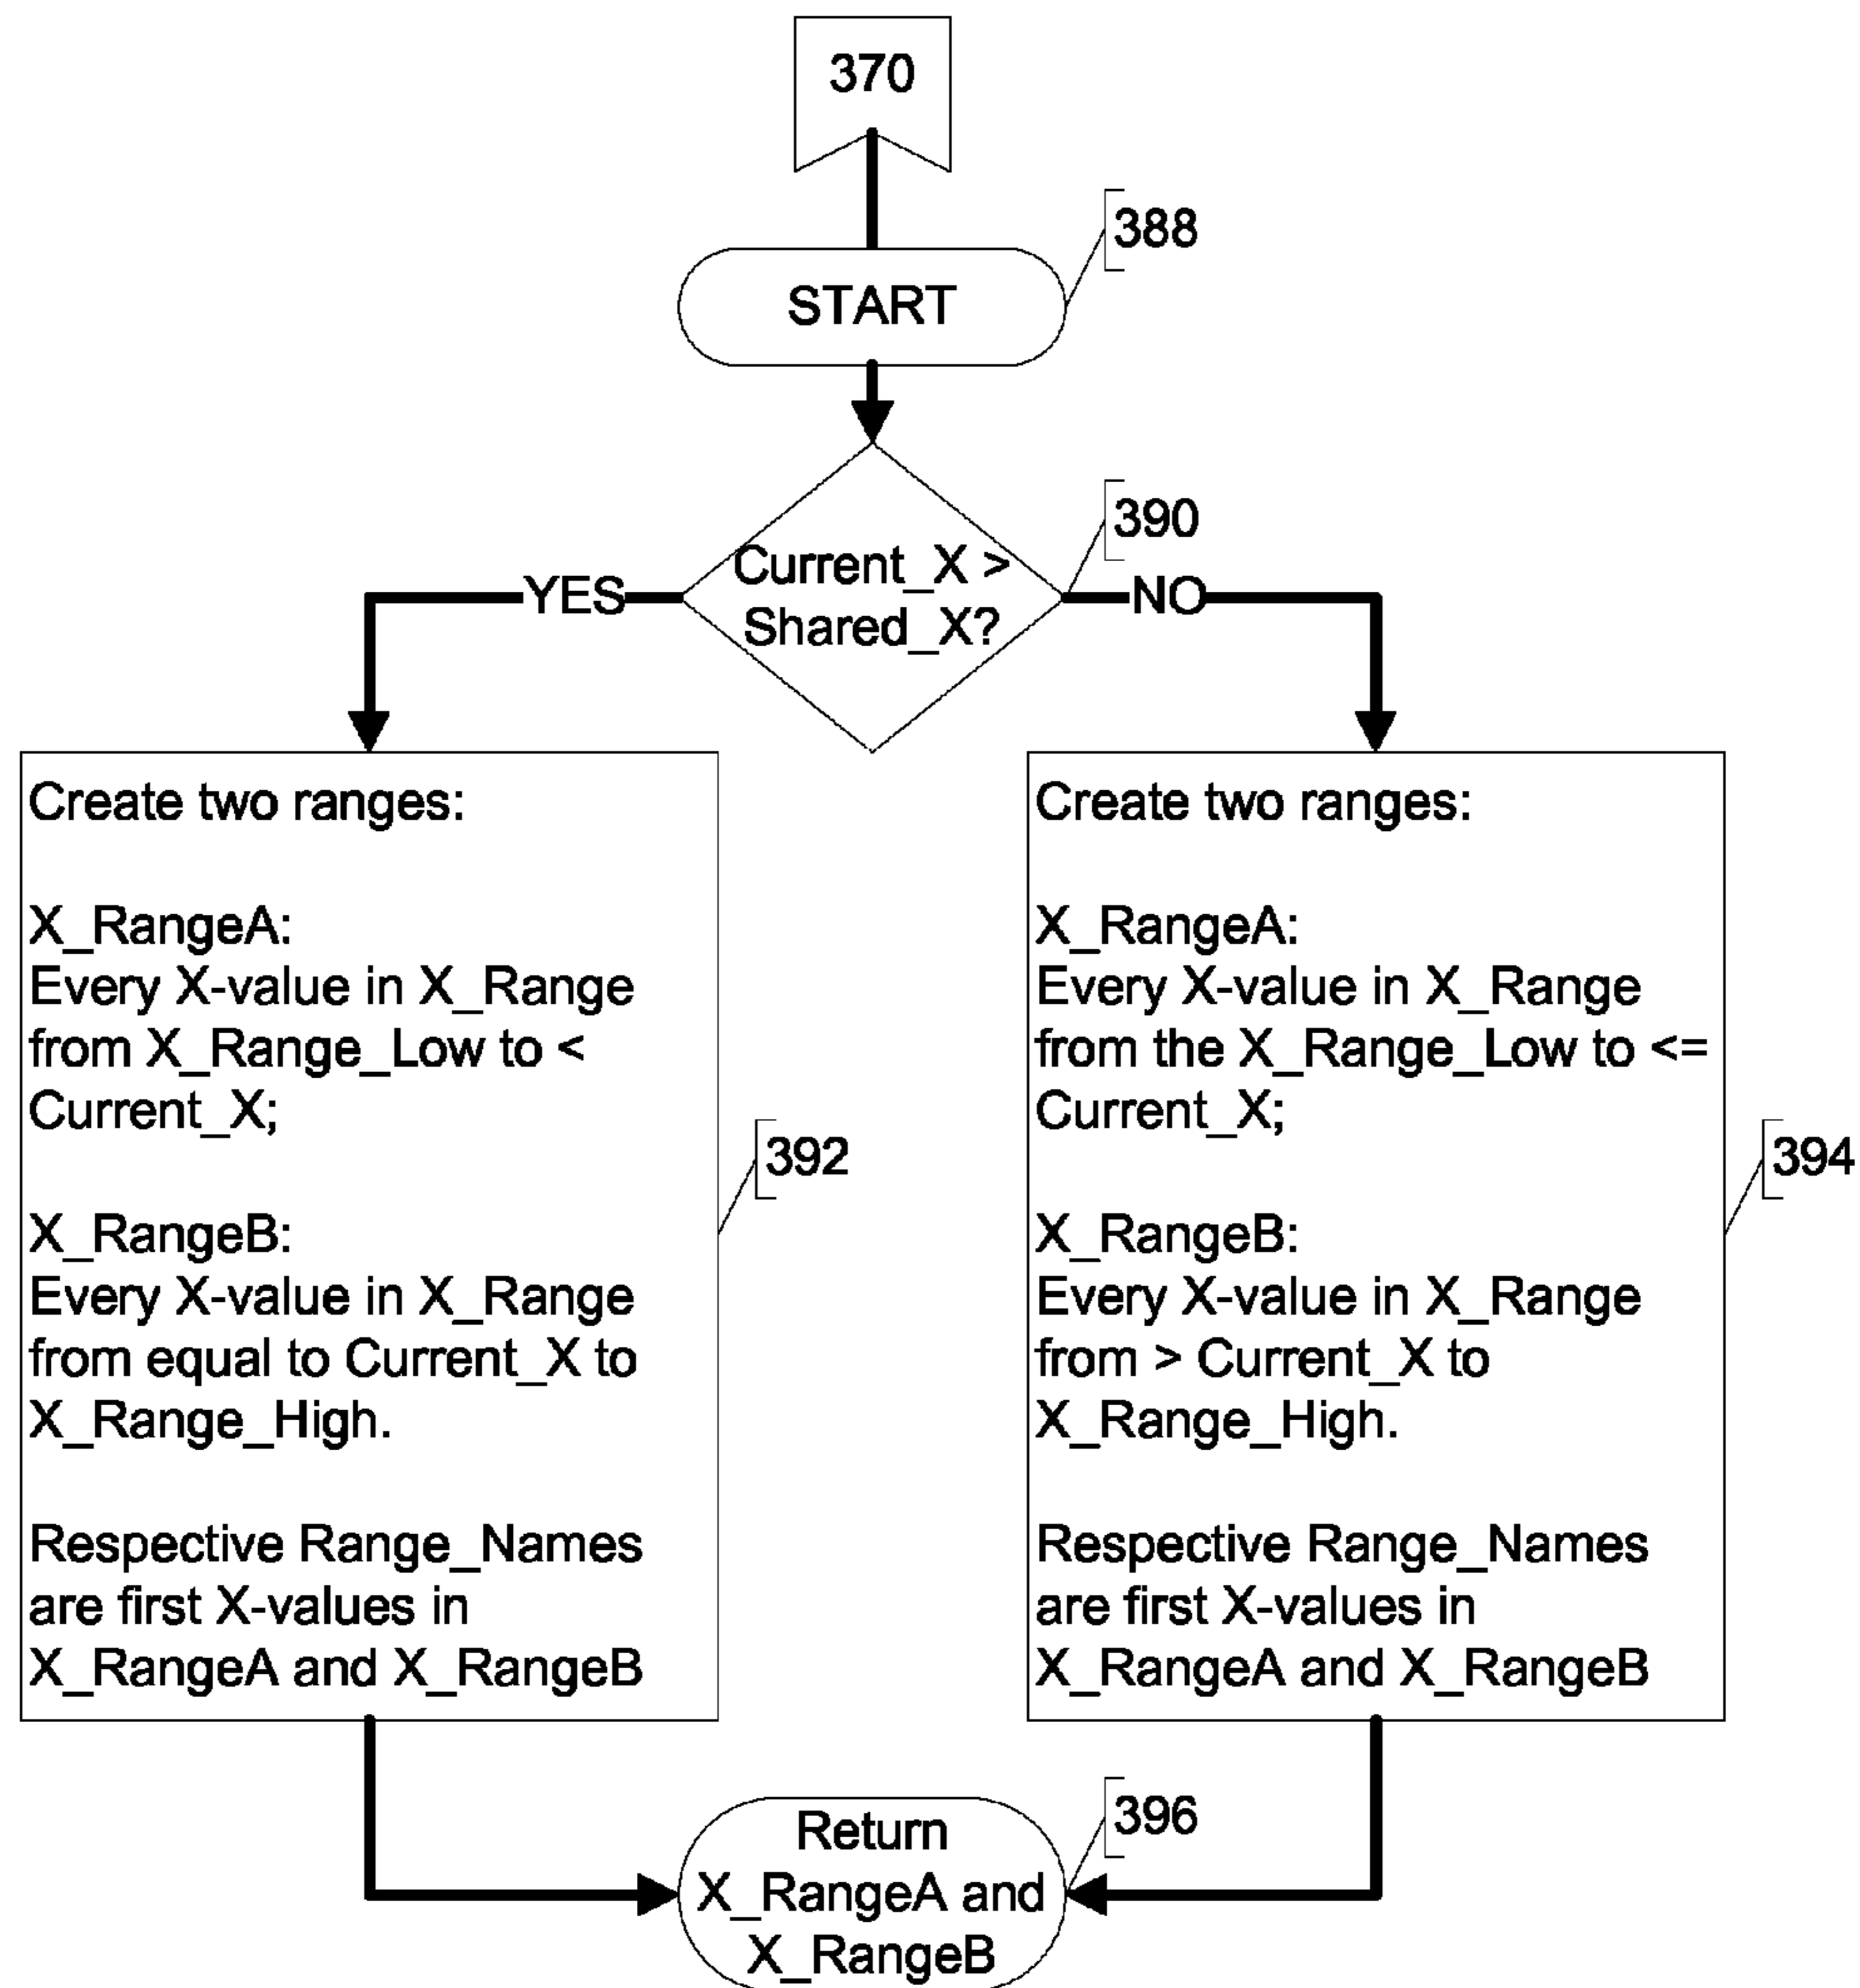 370
388
START
390
Current_X >
Shared_X?
YES
NO
Create two ranges:
X_RangeA:
Every X-value in X_Range
from X_Range_Low to <
Current_X;
X_RangeB:
Every X-value in X_Range
from equal to Current_X to
X_Range_High.
Respective Range_Names
are first X-values in
X_RangeA and X_RangeB
392
Create two ranges:
X_RangeA:
Every X-value in X_Range
from the X_Range_Low to <=
Current_X;
X_RangeB:
Every X-value in X_Range
from > Current_X to
X_Range_High.
Respective Range_Names
are first X-values in
X_RangeA and X_RangeB
394
396
Return
X_RangeA and
X_RangeB